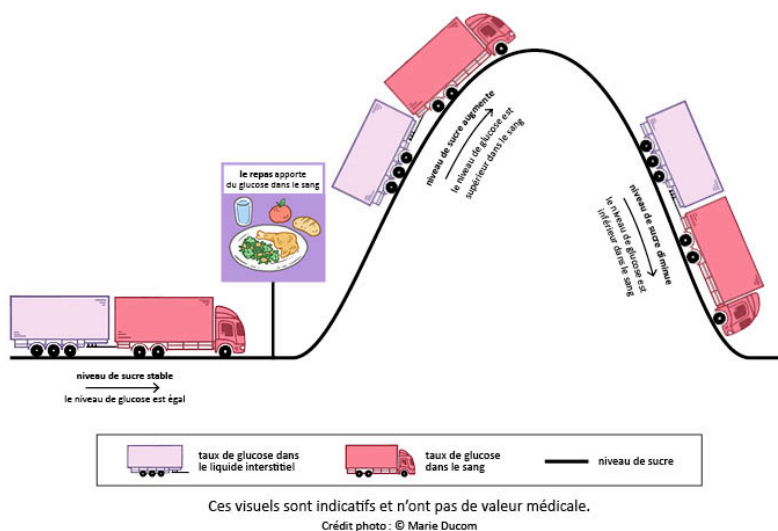 le repas apporte
du glucose dans le sang
niveau de sucre augmente
le niveau de glucose est
supérieur dans le sang
niveau de sucre diminue
le niveau de glucose est
inférieur dans le sang
niveau de sucre stable
le niveau de glucose est égal
taux de glucose dans
le liquide interstitiel
taux de glucose
dans le sang
niveau de sucre
Ces visuels sont indicatifs et n'ont pas de valeur médicale.
Crédit photo : © Marie Ducom